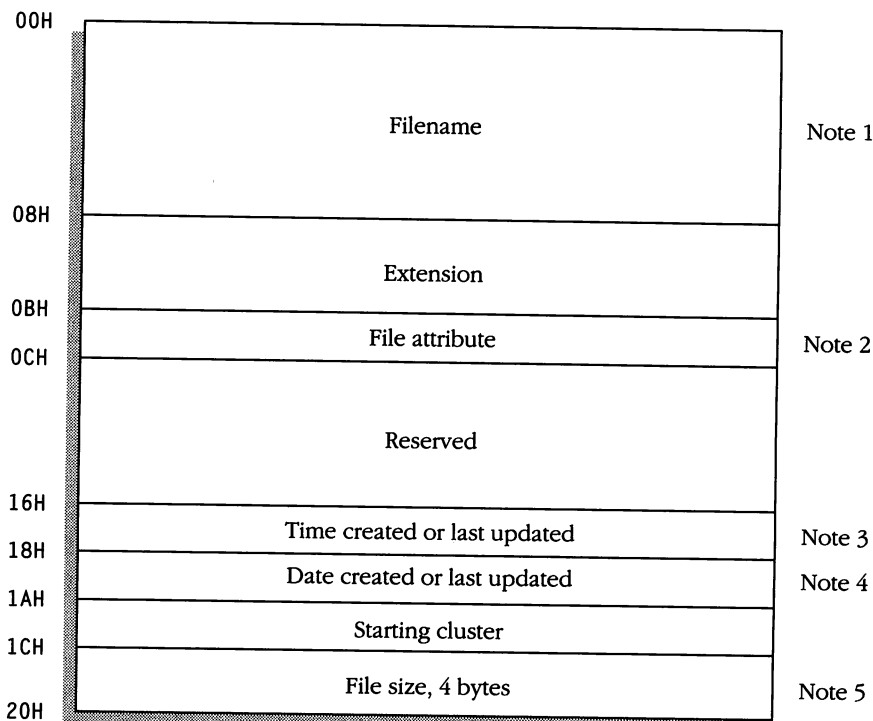 00H
Filename Note 1
08H
Extension
0BH
File attribute Note 2
0CH
Reserved
16H
Time created or last updated Note 3
18H
Date created or last updated Note 4
1AH
Starting cluster
1CH
File size, 4 bytes Note 5
20H